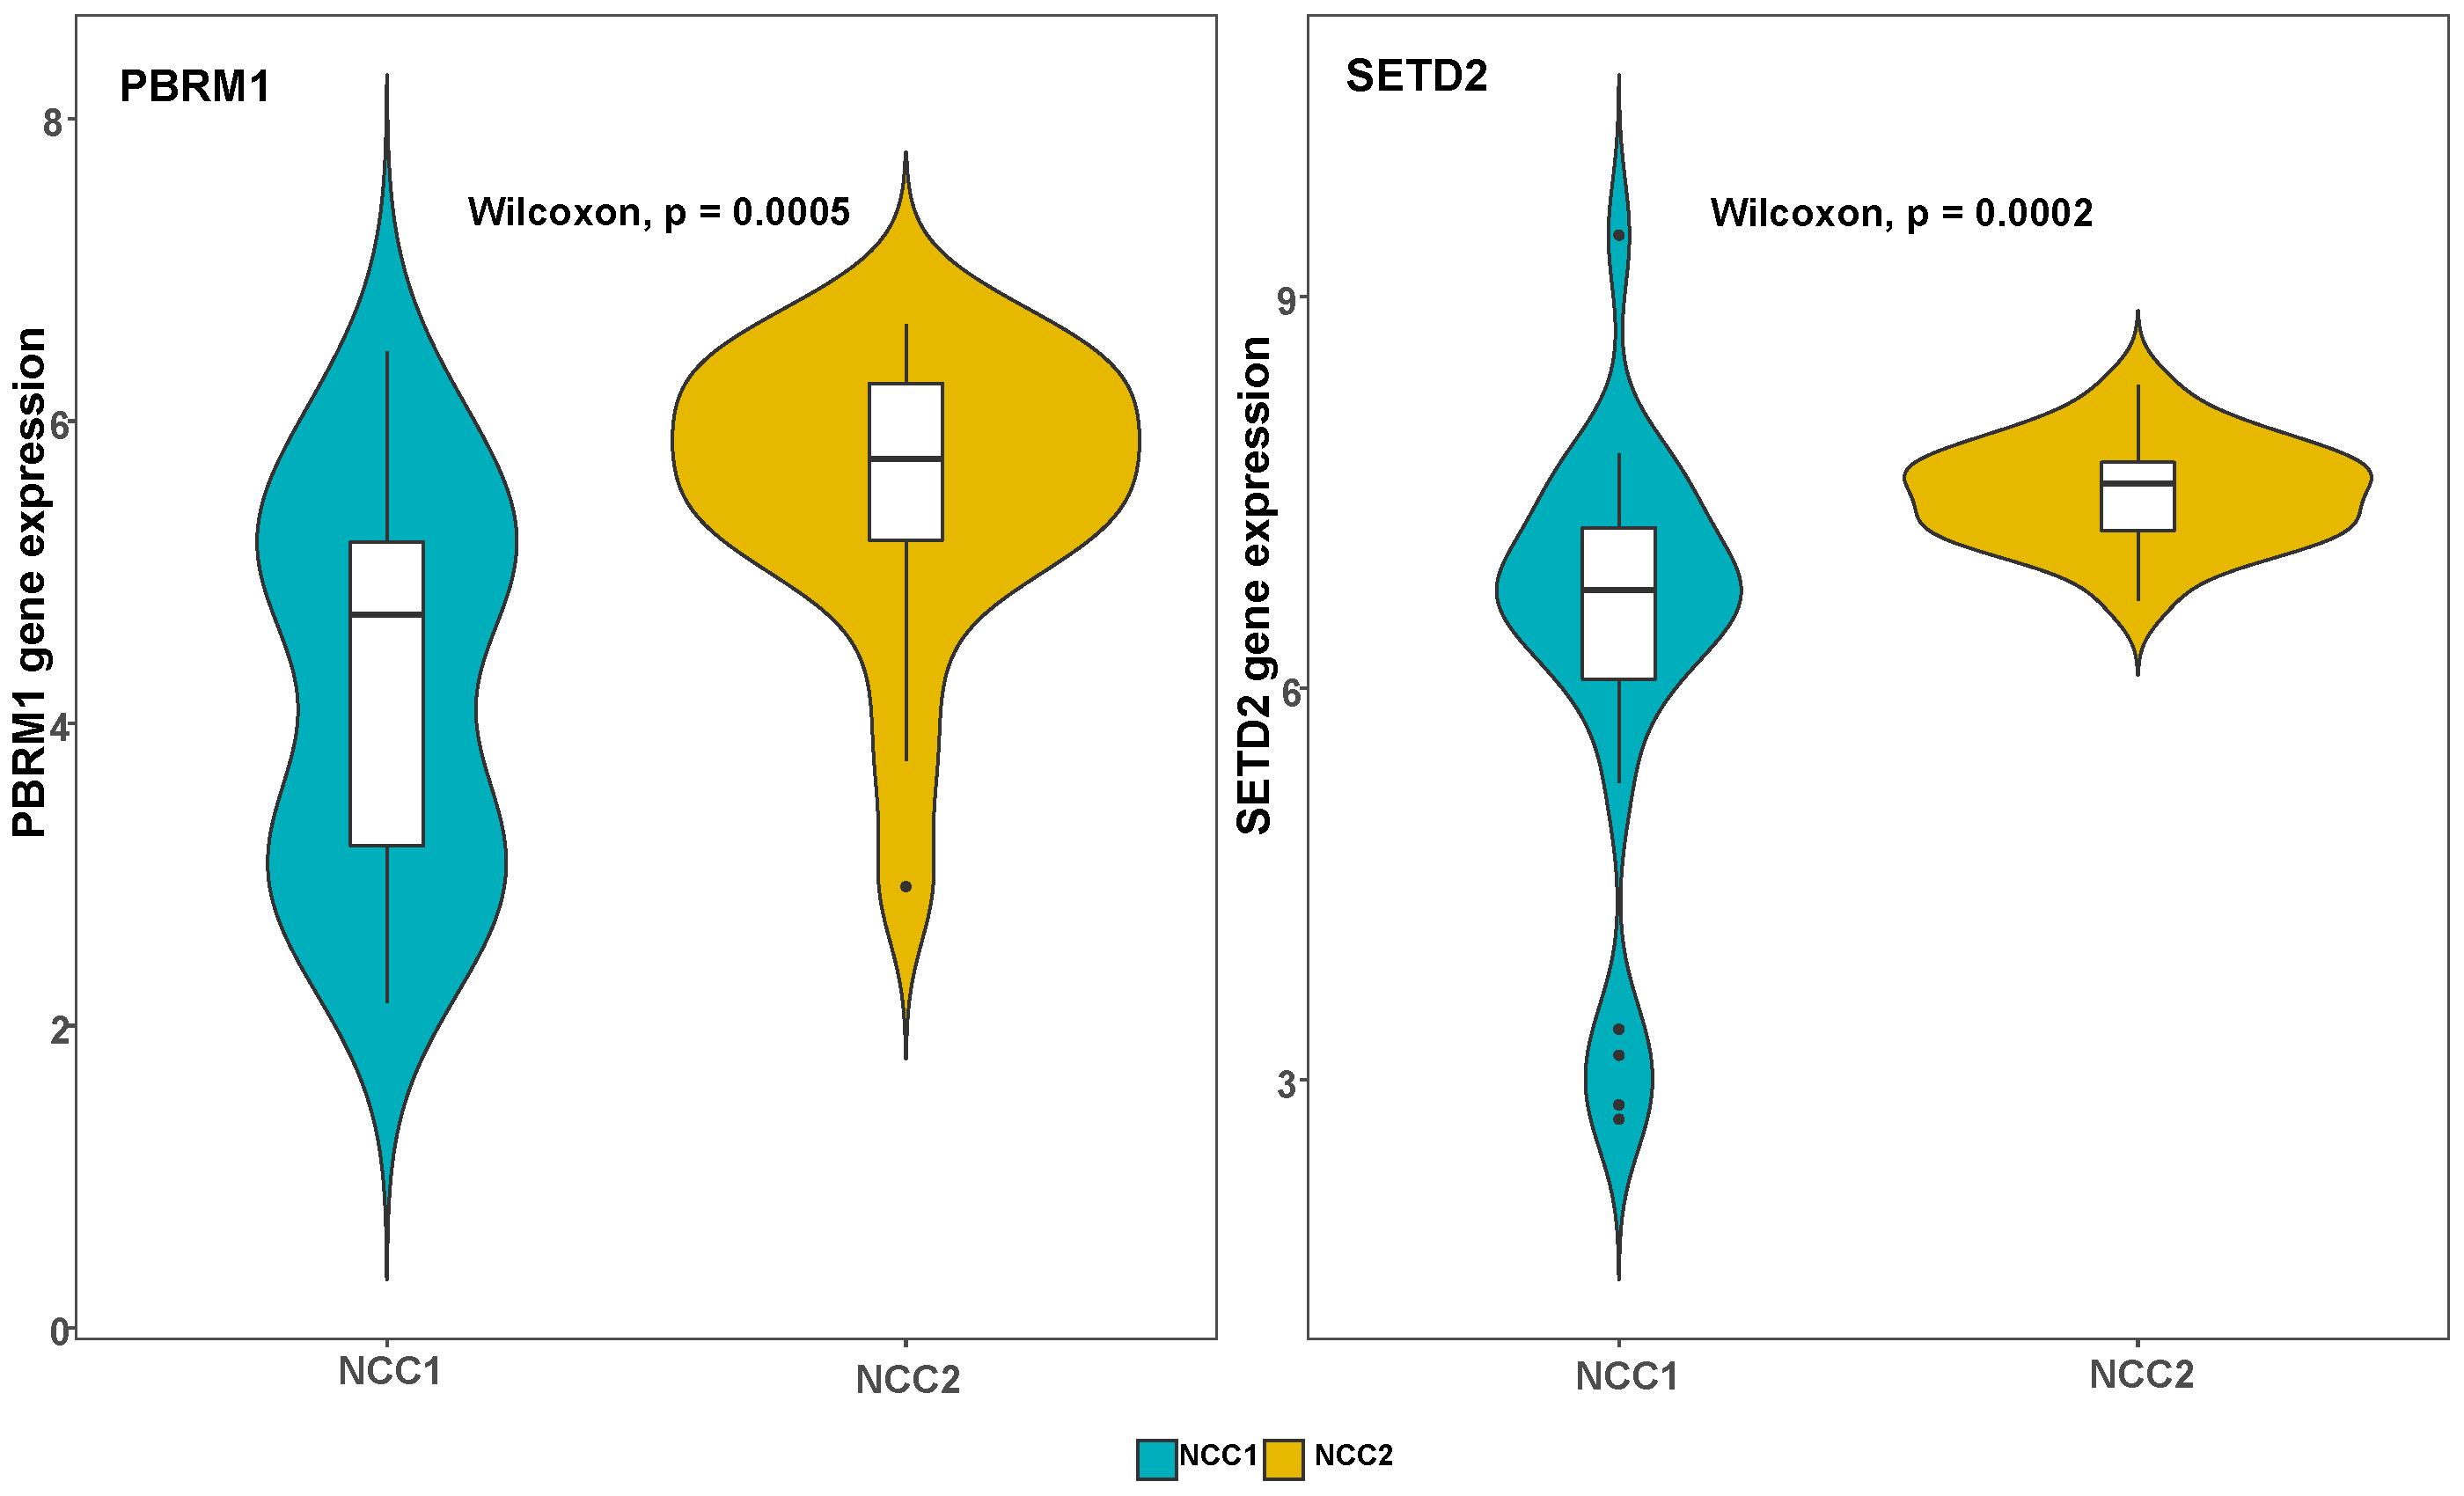 PBRM1
Wilcoxon, p = 0.0005
PBRM1 gene expression
8
6
4
2
0
NCC1
NCC2
SETD2
Wilcoxon, p = 0.0002
SETD2 gene expression
9
6
3
NCC1
NCC2
NCC1
NCC2